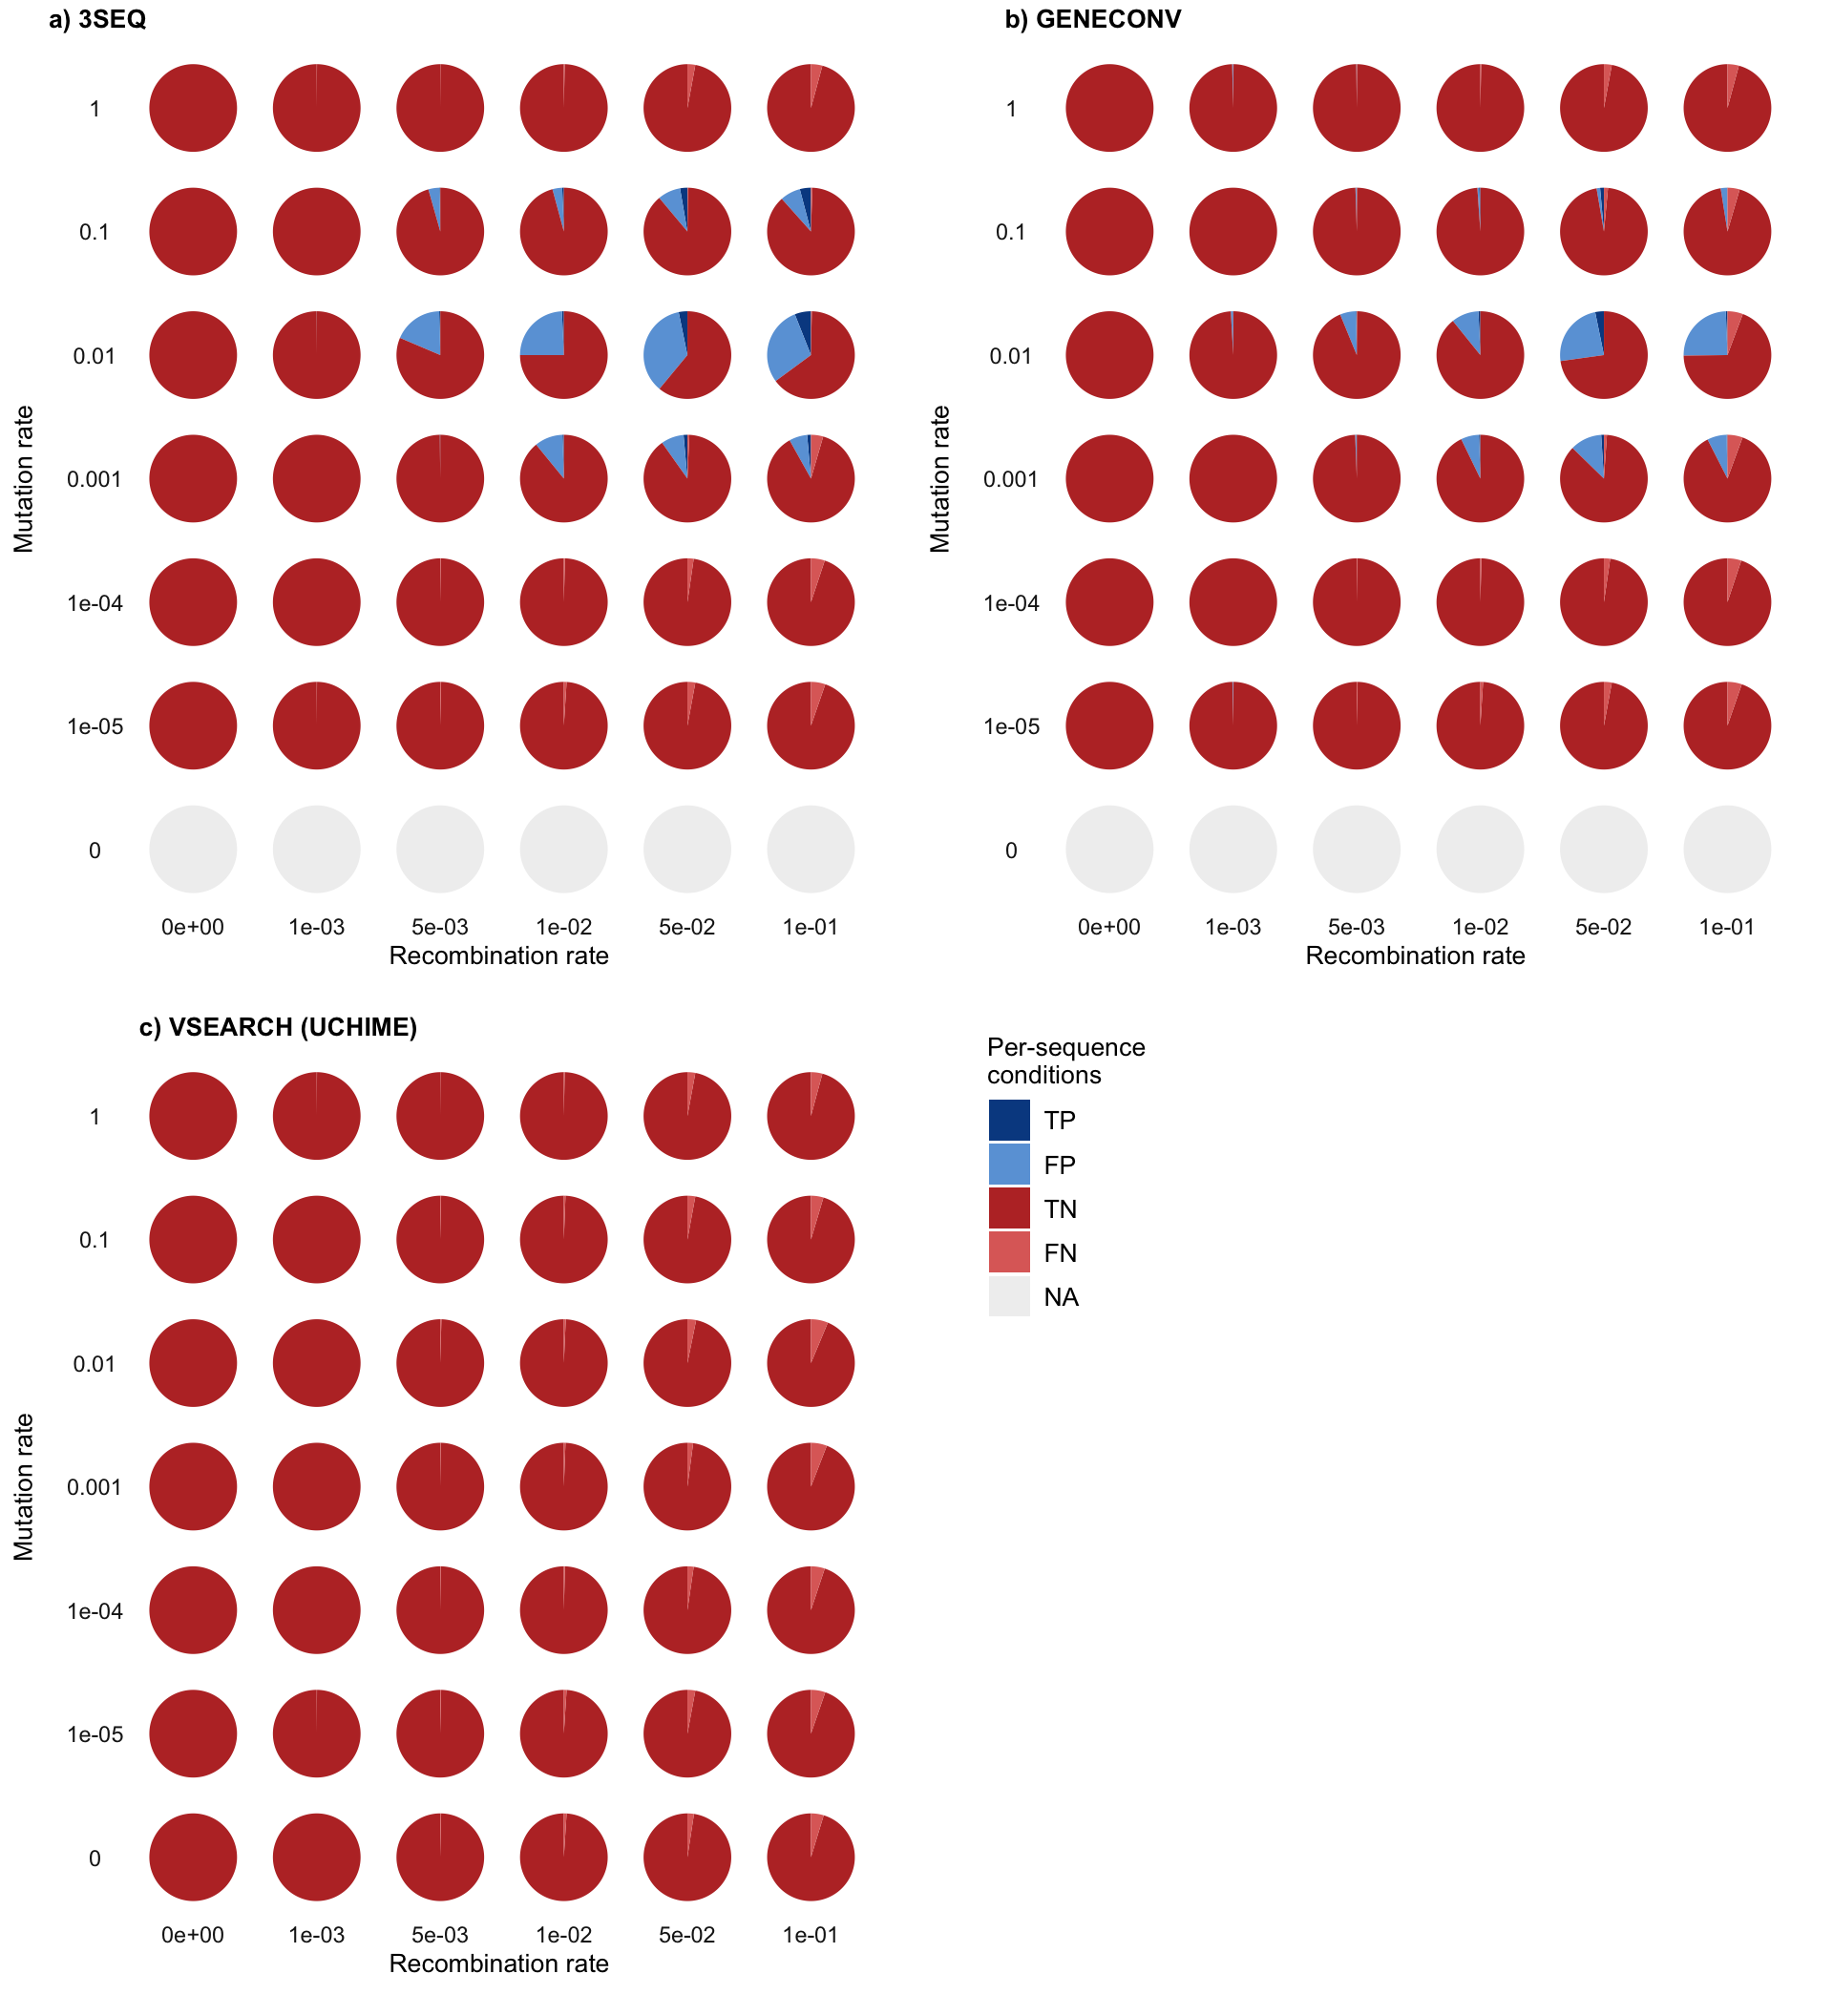 a) 3SEQ
Mutation rate
1
0.1
0.01
0.001
1e-04
1e-05
0
0e+00 1e-03 5e-03 1e-02 5e-02 1e-01
Recombination rate
b) GENECONV
Mutation rate
1
0.1
0.01
0.001
1e-04
1e-05
0
0e+00 1e-03 5e-03 1e-02 5e-02 1e-01
Recombination rate
c) VSEARCH (UCHIME)
Mutation rate
1
0.1
0.01
0.001
1e-04
1e-05
0
0e+00 1e-03 5e-03 1e-02 5e-02 1e-01
Recombination rate
Per-sequence
conditions
TP
FP
TN
FN
NA